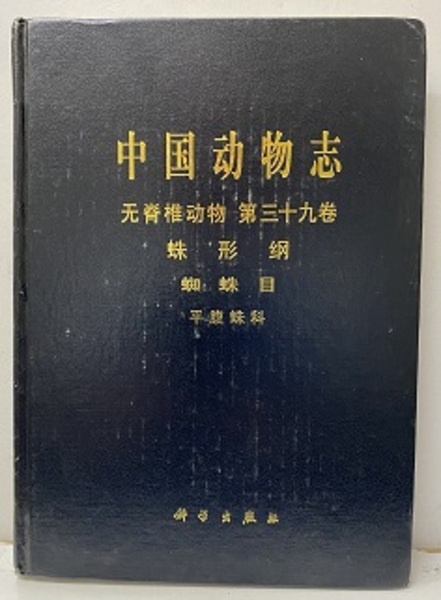 中国动物志
无脊椎动物 第三十九卷
蛛形纲
蜘蛛目
平腹蛛科
科学出版社